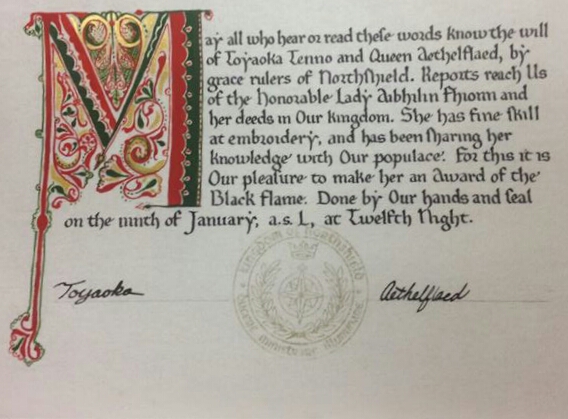 May all who hear or read these words know the will
of Toyaoka Tenno and Queen Aethelflaed, by
grace rulers of Northshield. Reports reach Us
of the Honorable Lady Aibhilin Fhionn and
her deeds in Our kingdom. She has fine skill
at embroidery, and has been sharing her
knowledge with Our populace. For this it is
Our pleasure to make her an Award of the
Black Flame. Done by Our hands and seal
on the ninth of January, a.s. L, at Twelfth Night.
Kingdom of Northshield
Toyaoka
Aethelflaed